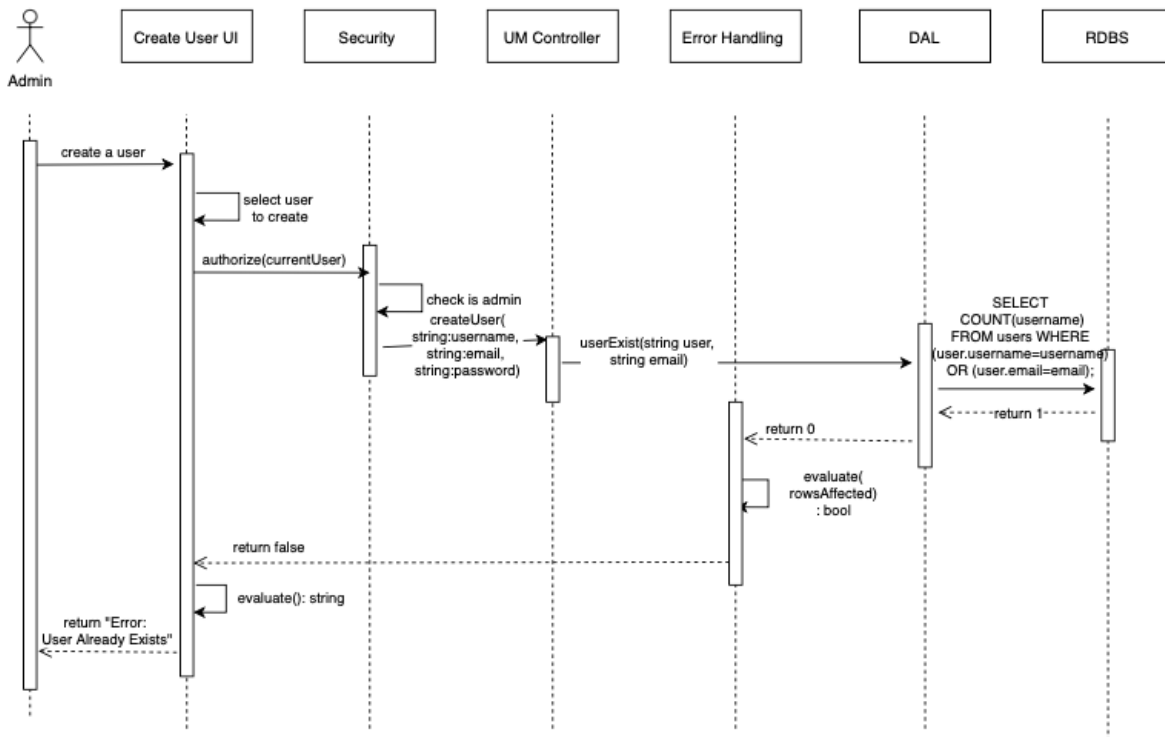 Admin
Create User UI
Security
UM Controller
Error Handling
DAL
RDBS
create a user
select user
to create
authorize(currentUser)
check is admin
createUser(
string:username,
string:email,
string:password)
userExist(string user,
string email)
SELECT
COUNT(username)
FROM users WHERE
(user.username=username)
OR (user.email=email);
return 1
return 0
evaluate(
rowsAffected)
: bool
return false
evaluate(): string
return "Error:
User Already Exists"